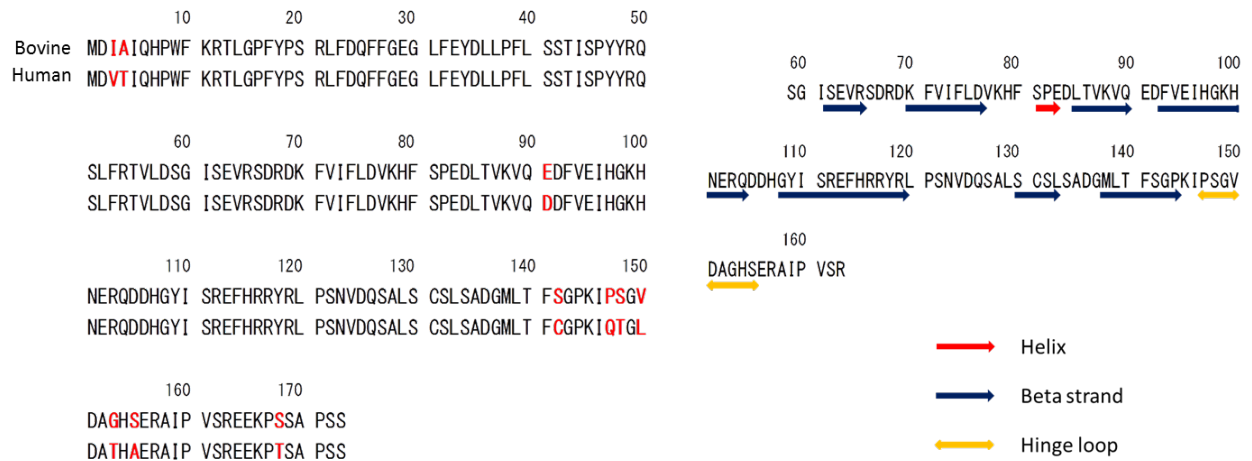 10 20 30 40 50
Bovine MDIAIQHPWF KRTLGPFYPS RLFDQFFGEG LFEYDLLPFL SSTISPYYRQ
Human MDVTIQHPWF KRTLGPFYPS RLFDQFFGEG LFEYDLLPFL SSTISPYYRQ
60 70 80 90 100
SLFRTVLDSG ISEVRSDRDK FVIFLDVKHF SPEDLTVKVQ EDFVEIHGKH
SLFRTVLDSG ISEVRSDRDK FVIFLDVKHF SPEDLTVKVQ DDFVEIHGKH
110 120 130 140 150
NERQDDHGYI SREFHRRYRL PSNVDQSALS CSLSADGMLT FSGPKIPSGV
NERQDDHGYI SREFHRRYRL PSNVDQSALS CSLSADGMLT FCGPKIQTGL
160 170
DAGHSERAIP VSREEKPSSA PSS
DATHAERAIP VSREEKPTSA PSS
60 70 80 90 100
SG ISEVRSDRDK FVIFLDVKHF SPEDLTVKVQ EDFVEIHGKH
110 120 130 140 150
NERQDDHGYI SREFHRRYRL PSNVDQSALS CSLSADGMLT FSGPKIPSGV
160
DAGHSERAIP VSR
Helix
Beta strand
Hinge loop